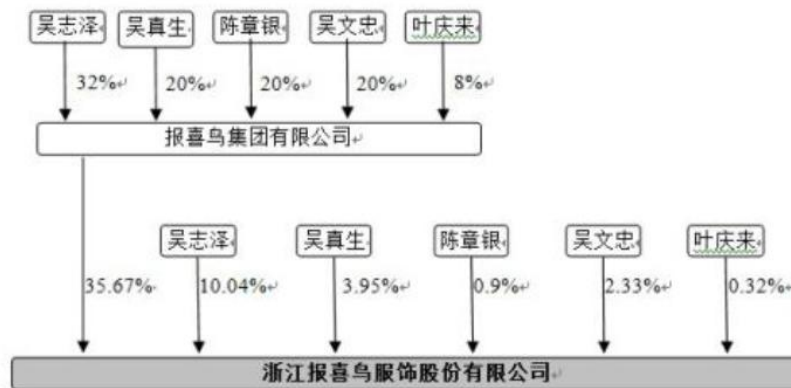 吴志泽 吴真生 陈章银 吴文忠 叶庆来
32% 20% 20% 20% 8%
报喜鸟集团有限公司
吴志泽 吴真生 陈章银 吴文忠 叶庆来
35.67% 10.04% 3.95% 0.9% 2.33% 0.32%
浙江报喜鸟服饰股份有限公司